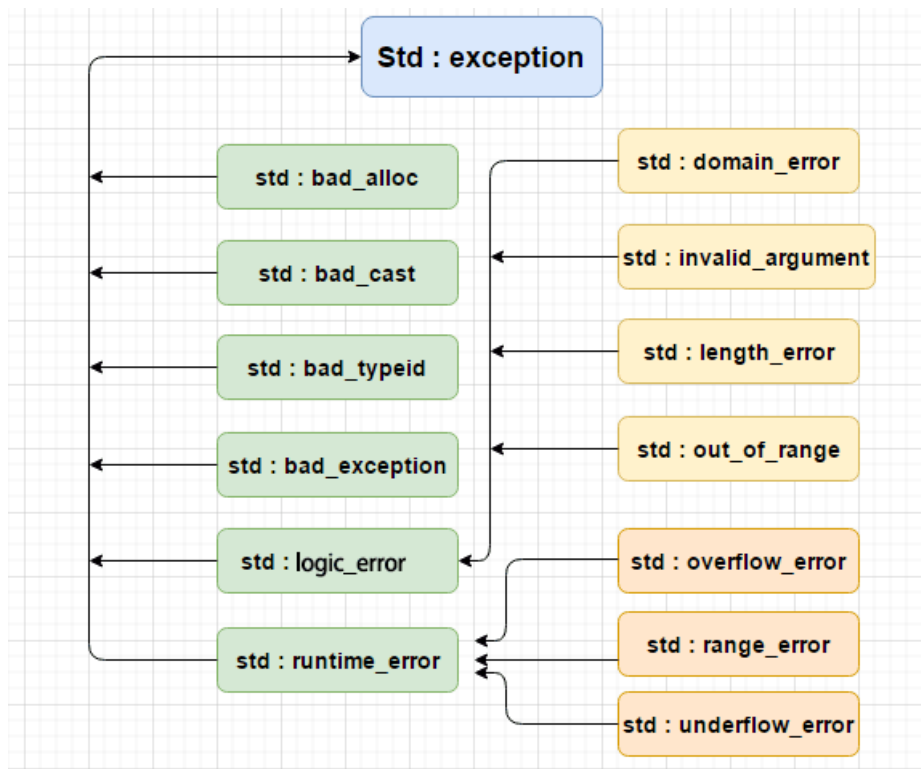 Std : exception
std : bad_alloc
std : bad_cast
std : bad_typeid
std : bad_exception
std : logic_error
std : runtime_error
std : domain_error
std : invalid_argument
std : length_error
std : out_of_range
std : overflow_error
std : range_error
std : underflow_error